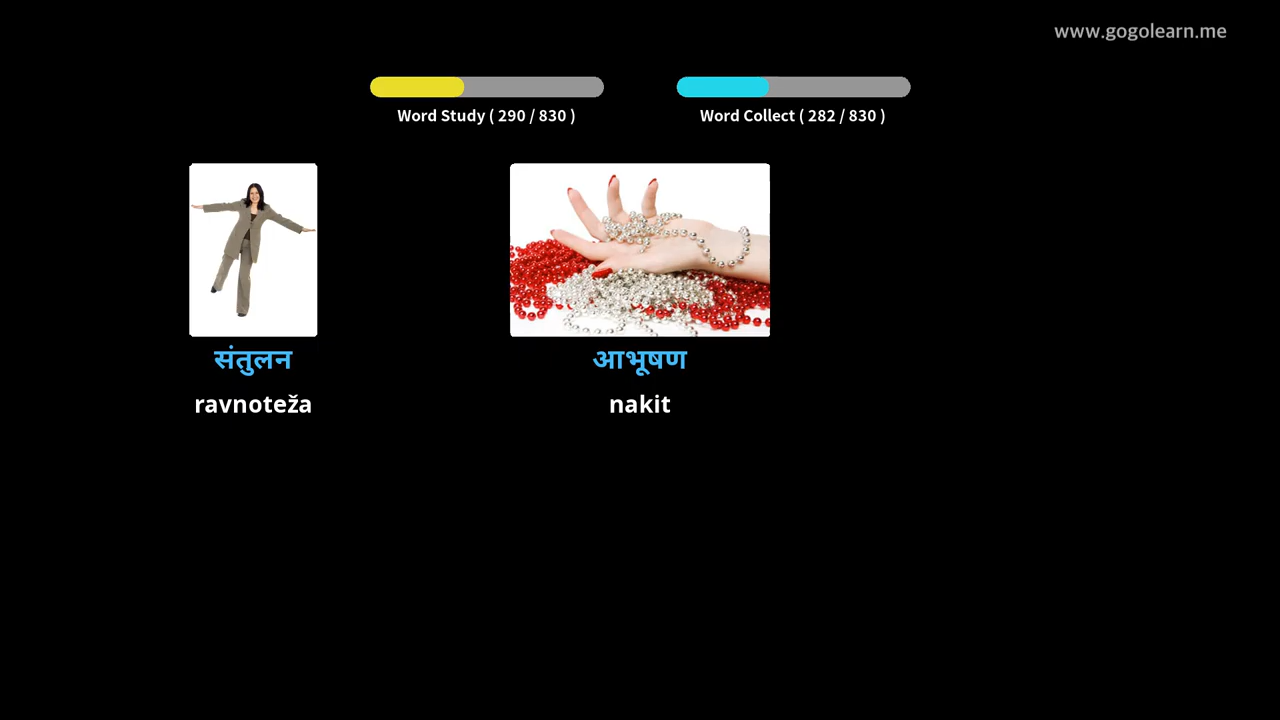 www.gogolearn.me
Word Study ( 290 / 830 )
Word Collect ( 282 / 830 )
संतुलन
आभूषण
ravnoteža
nakit